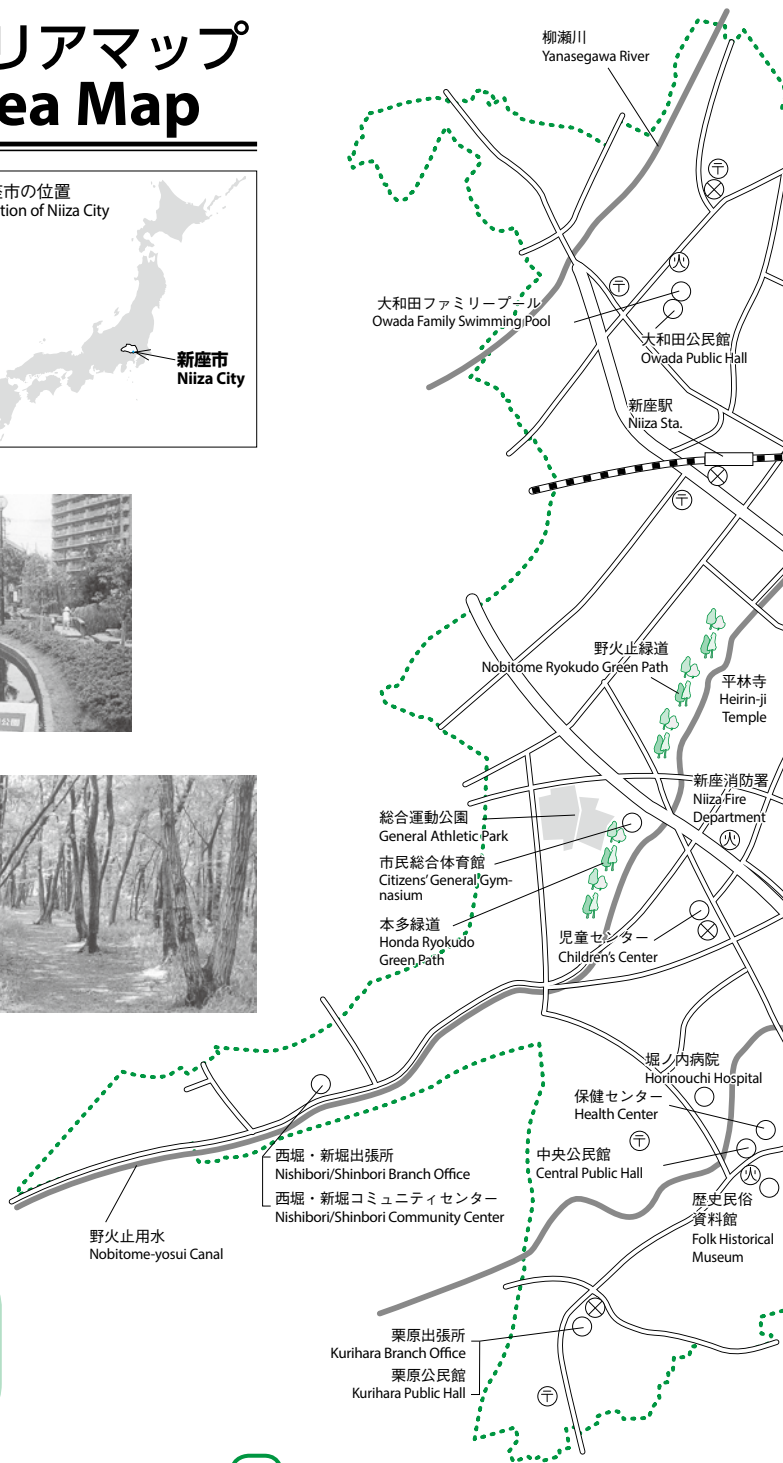 リアマップ
ea Map
市の位置
tion of Niiza City
新座市
Niiza City
柳瀬川
Yanasegawa River
大和田ファミリープール
Owada Family Swimming Pool
大和田公民館
Owada Public Hall
新座駅
Niiza Sta.
野火止緑道
Nobitome Ryokudo Green Path
平林寺
Heirin-ji
Temple
新座消防署
Niiza Fire
Department
総合運動公園
General Athletic Park
市民総合体育館
Citizens' General Gym-
nasium
本多緑道
Honda Ryokudo
Green Path
児童センター
Children's Center
堀ノ内病院
Horinouchi Hospital
保健センター
Health Center
中央公民館
Central Public Hall
西堀・新堀出張所
Nishibori/Shinbori Branch Office
西堀・新堀コミュニティセンター
Nishibori/Shinbori Community Center
歴史民俗
資料館
Folk Historical
Museum
野火止用水
Nobitome-yosui Canal
栗原出張所
Kurihara Branch Office
栗原公民館
Kurihara Public Hall
火
火
火